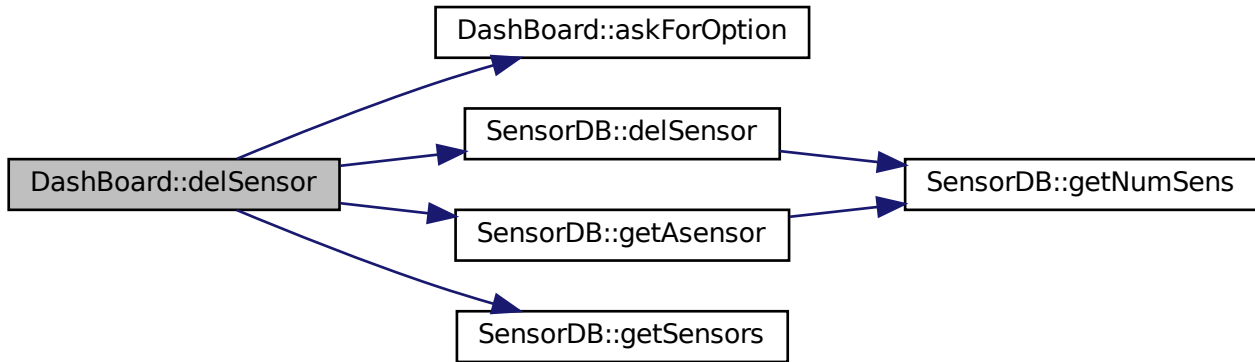 DashBoard::askForOption
SensorDB::delSensor
DashBoard::delSensor
SensorDB::getNumSens
SensorDB::getAsensor
SensorDB::getSensors